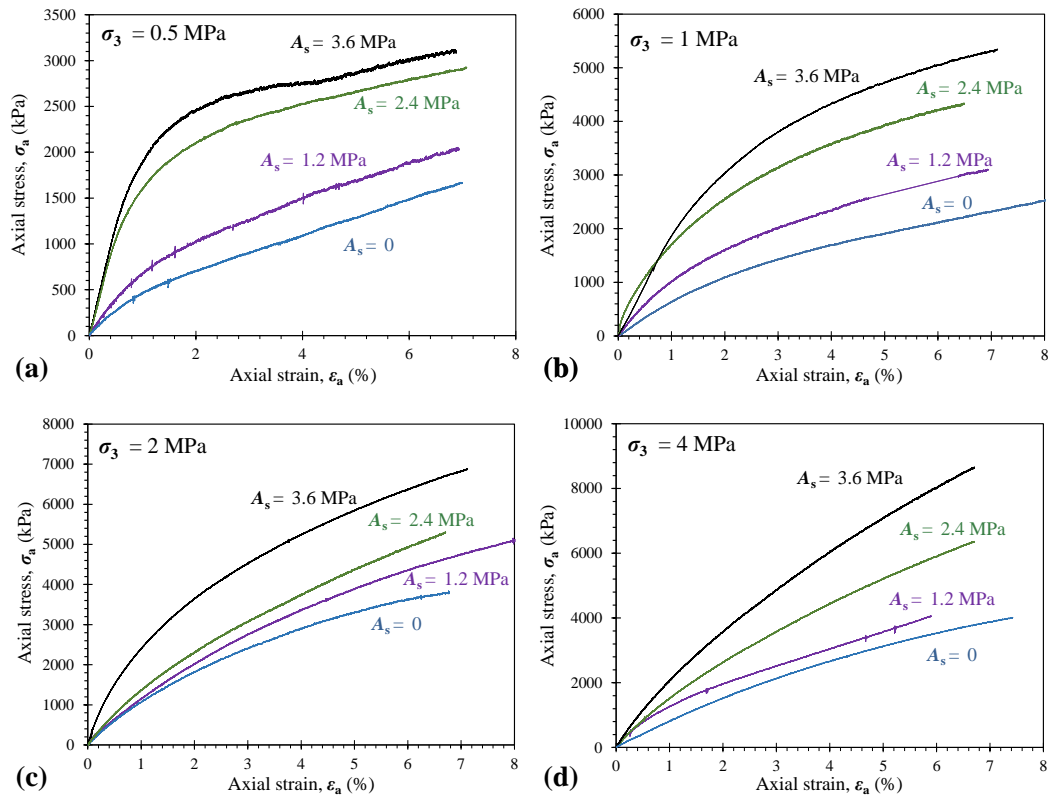 σ3 = 0.5 MPa
As = 3.6 MPa
As = 2.4 MPa
As = 1.2 MPa
As = 0
3500
3000
2500
2000
1500
1000
500
0
Axial stress, σa (kPa)
0 2 4 6 8
Axial strain, εa (%)
(a)
σ3 = 1 MPa
As = 3.6 MPa
As = 2.4 MPa
As = 1.2 MPa
As = 0
6000
5000
4000
3000
2000
1000
0
Axial stress, σa (kPa)
0 1 2 3 4 5 6 7 8
Axial strain, εa (%)
(b)
σ3 = 2 MPa
As = 3.6 MPa
As = 2.4 MPa
As = 1.2 MPa
As = 0
8000
7000
6000
5000
4000
3000
2000
1000
0
Axial stress, σa (kPa)
0 1 2 3 4 5 6 7 8
Axial strain, εa (%)
(c)
σ3 = 4 MPa
As = 3.6 MPa
As = 2.4 MPa
As = 1.2 MPa
As = 0
10000
8000
6000
4000
2000
0
Axial stress, σa (kPa)
0 1 2 3 4 5 6 7 8
Axial strain, εa (%)
(d)